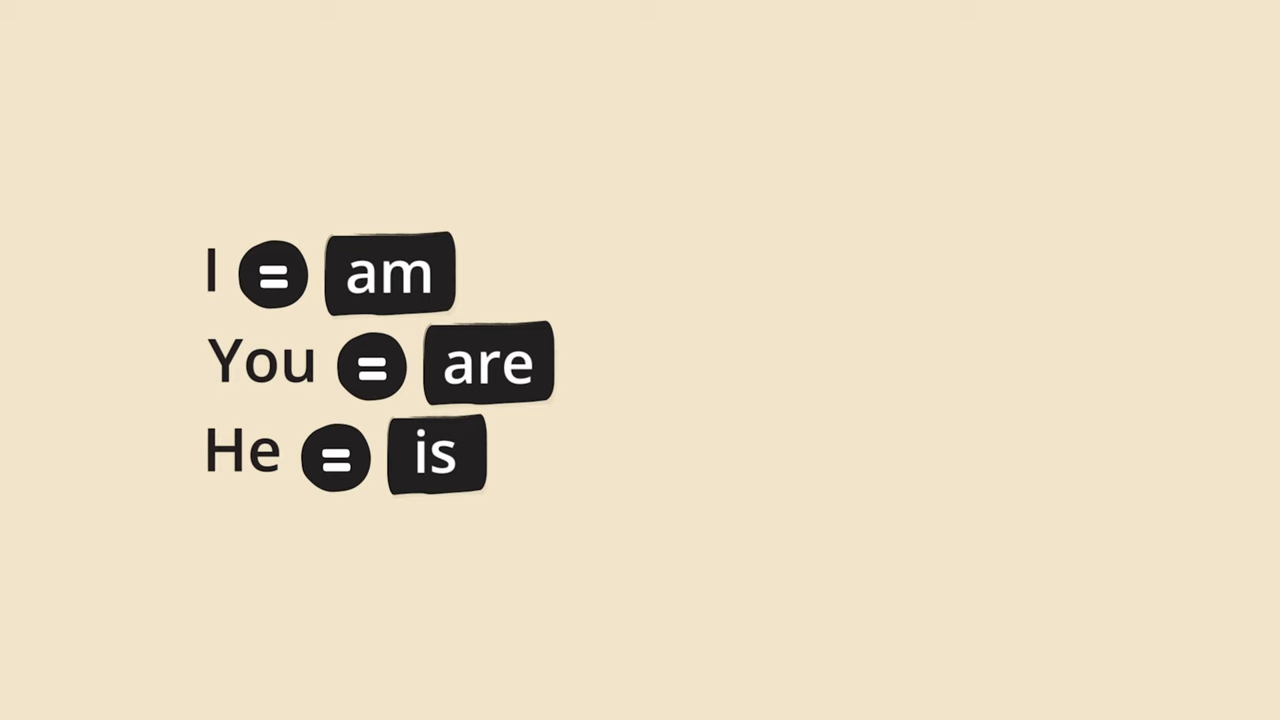 I = am
You = are
He = is